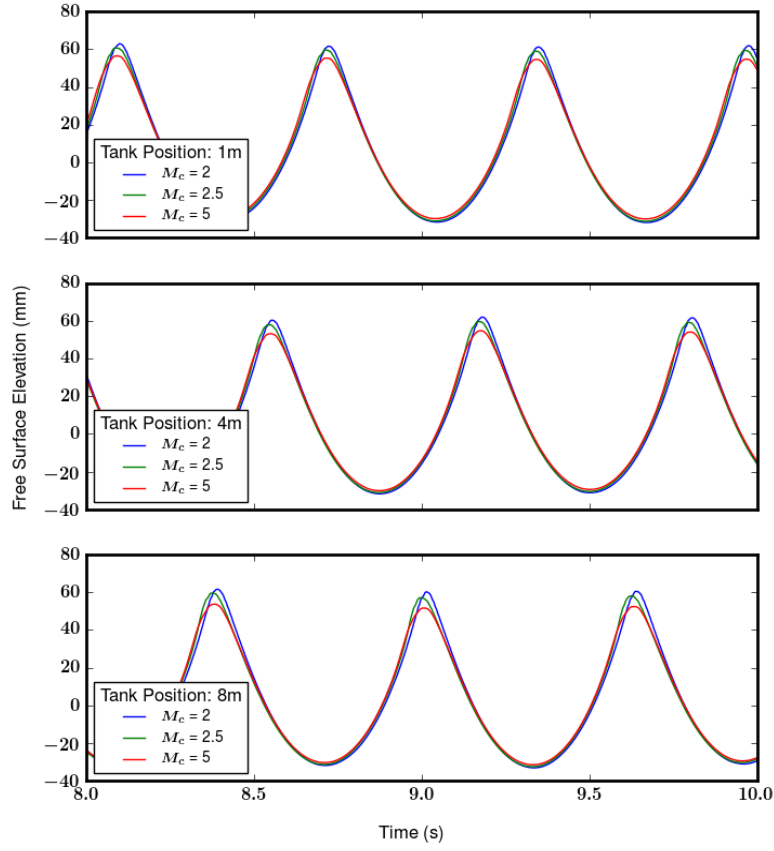 80
60
40
20
0
−20
−40
Tank Position: 1m
M_c = 2
M_c = 2.5
M_c = 5
80
60
40
20
0
−20
−40
Tank Position: 4m
M_c = 2
M_c = 2.5
M_c = 5
Free Surface Elevation (mm)
80
60
40
20
0
−20
−40
Tank Position: 8m
M_c = 2
M_c = 2.5
M_c = 5
8.0 8.5 9.0 9.5 10.0
Time (s)